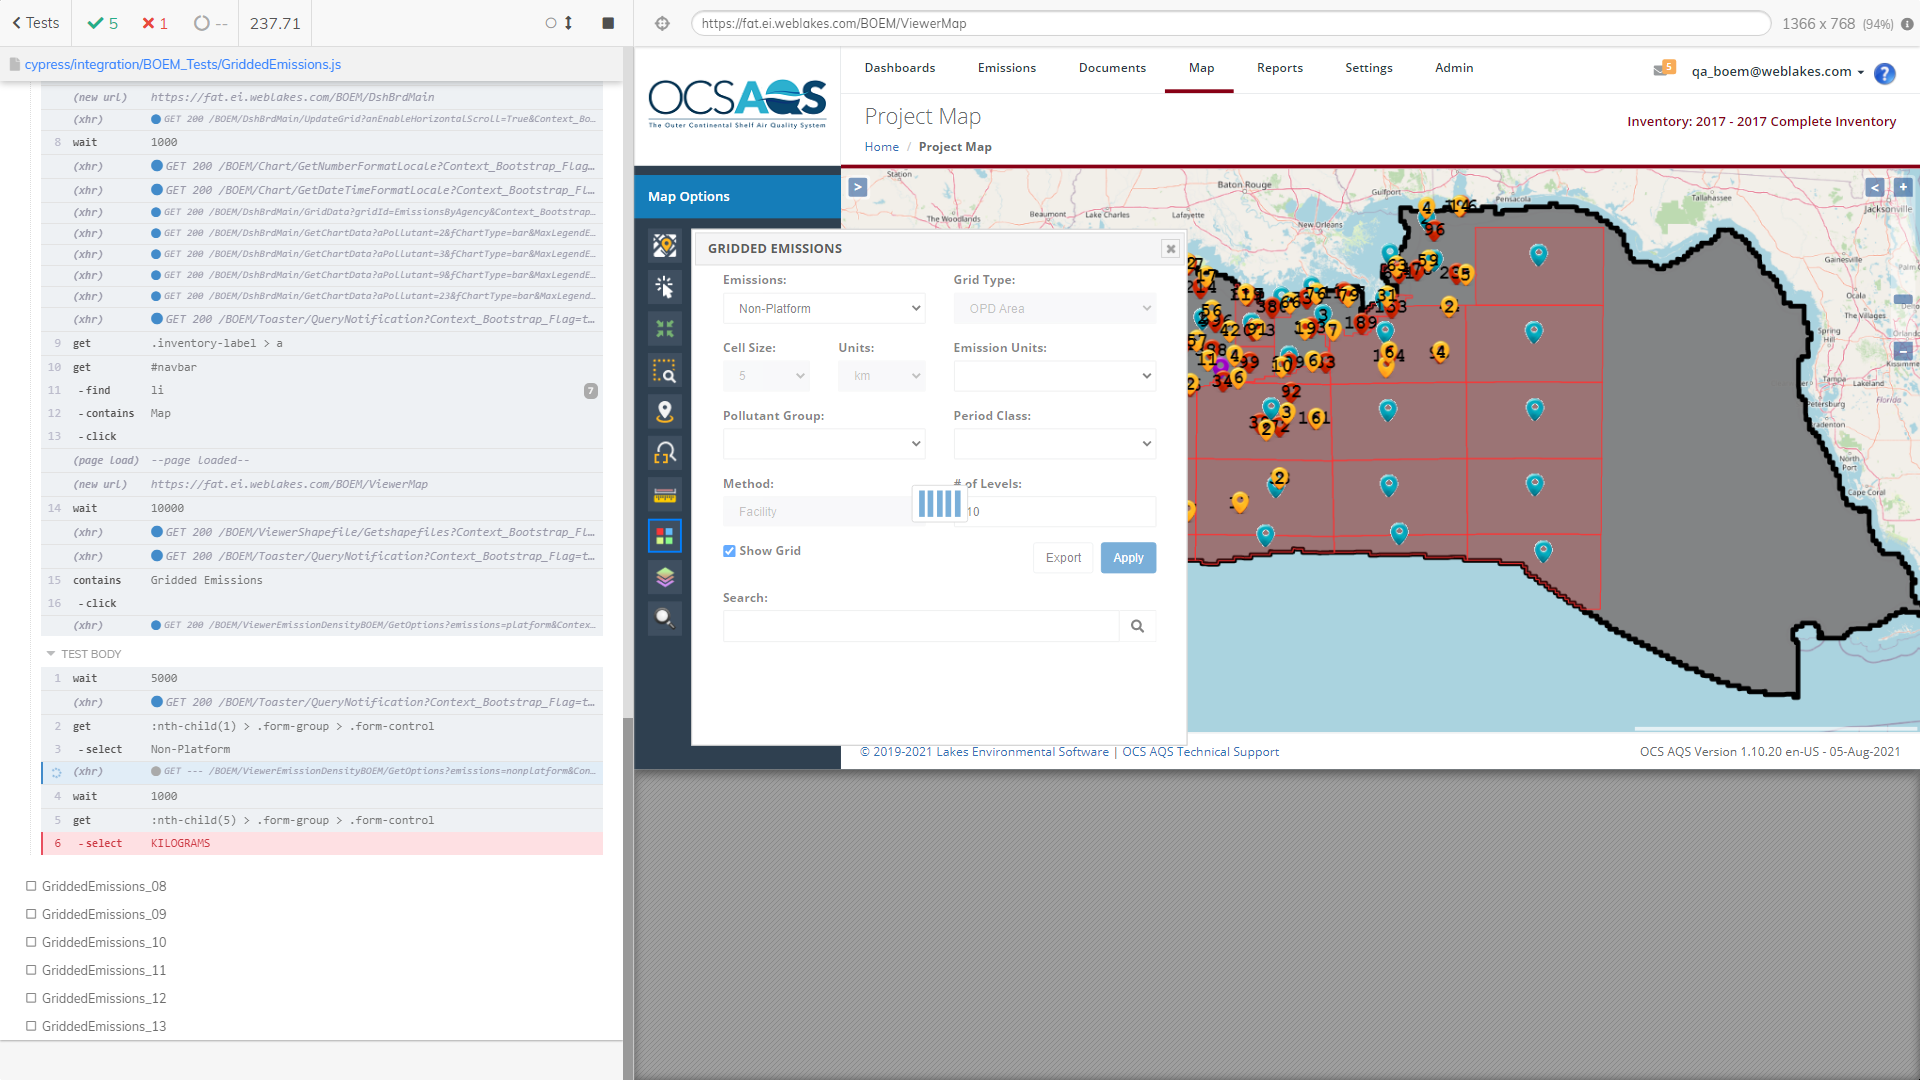 Tests
5
1
--
237.71
https://fat.ei.weblakes.com/BOEM/ViewerMap
1366 x 768 (94%)
cypress/integration/BOEM_Tests/GriddedEmissions.js
(new url) https://fat.ei.weblakes.com/BOEM/DshBrdMain
(xhr) GET 200 /BOEM/DshBrdMain/UpdateGrid?anEnableHorizontalScroll=True&Context_Bo...
8 wait 1000
(xhr) GET 200 /BOEM/Chart/GetNumberFormatLocale?Context_Bootstrap_Flag...
(xhr) GET 200 /BOEM/Chart/GetDateTimeFormatLocale?Context_Bootstrap_Fl...
(xhr) GET 200 /BOEM/DshBrdMain/GridData?gridId=EmissionsByAgency&Context_Bootstrap...
(xhr) GET 200 /BOEM/DshBrdMain/GetChartData?aPollutant=2&fChartType=bar&MaxLegendE...
(xhr) GET 200 /BOEM/DshBrdMain/GetChartData?aPollutant=3&fChartType=bar&MaxLegendE...
(xhr) GET 200 /BOEM/DshBrdMain/GetChartData?aPollutant=9&fChartType=bar&MaxLegendE...
(xhr) GET 200 /BOEM/DshBrdMain/GetChartData?aPollutant=23&fChartType=bar&MaxLegend...
(xhr) GET 200 /BOEM/Toaster/QueryNotification?Context_Bootstrap_Flag=t...
9 get .inventory-label > a
10 get #navbar
11 -find li 7
12 -contains Map
13 -click
(page load) --page loaded--
(new url) https://fat.ei.weblakes.com/BOEM/ViewerMap
14 wait 10000
(xhr) GET 200 /BOEM/ViewerShapefile/Getshapefiles?Context_Bootstrap_Fl...
(xhr) GET 200 /BOEM/Toaster/QueryNotification?Context_Bootstrap_Flag=t...
15 contains Gridded Emissions
16 -click
(xhr) GET 200 /BOEM/ViewerEmissionDensityBOEM/GetOptions?emissions=platform&Contex...
TEST BODY
1 wait 5000
(xhr) GET 200 /BOEM/Toaster/QueryNotification?Context_Bootstrap_Flag=t...
2 get :nth-child(1) > .form-group > .form-control
3 -select Non-Platform
(xhr) GET --- /BOEM/ViewerEmissionDensityBOEM/GetOptions?emissions=nonplatform&Con...
4 wait 1000
5 get :nth-child(5) > .form-group > .form-control
6 -select KILOGRAMS
GriddedEmissions_08
GriddedEmissions_09
GriddedEmissions_10
GriddedEmissions_11
GriddedEmissions_12
GriddedEmissions_13
OCSAQS
The Outer Continental Shelf Air Quality System
Dashboards Emissions Documents Map Reports Settings Admin
5
qa_boem@weblakes.com
?
Project Map
Inventory: 2017 - 2017 Complete Inventory
Home / Project Map
Map Options
GRIDDED EMISSIONS
Emissions: Grid Type:
Non-Platform OPD Area
Cell Size: Units: Emission Units:
5 km
Pollutant Group: Period Class:
Method: # of Levels:
Facility 10
Show Grid
Export Apply
Search:
Station
Baton Rouge
Gulfport
Pensacola
Tallahassee
Jacksonville
The Woodlands
Beaumont
Lake Charles
Lafayette
New Orleans
Gainesville
Palm
Ocala
The Villages
Spring Hill
Orlando
Tampa
Lakeland
Kissimme
Petersburg
Florida
North Port
Cape Coral
4
96
59
63
31
189
92
10
3
2
161
34
6
© 2019-2021 Lakes Environmental Software | OCS AQS Technical Support
OCS AQS Version 1.10.20 en-US - 05-Aug-2021